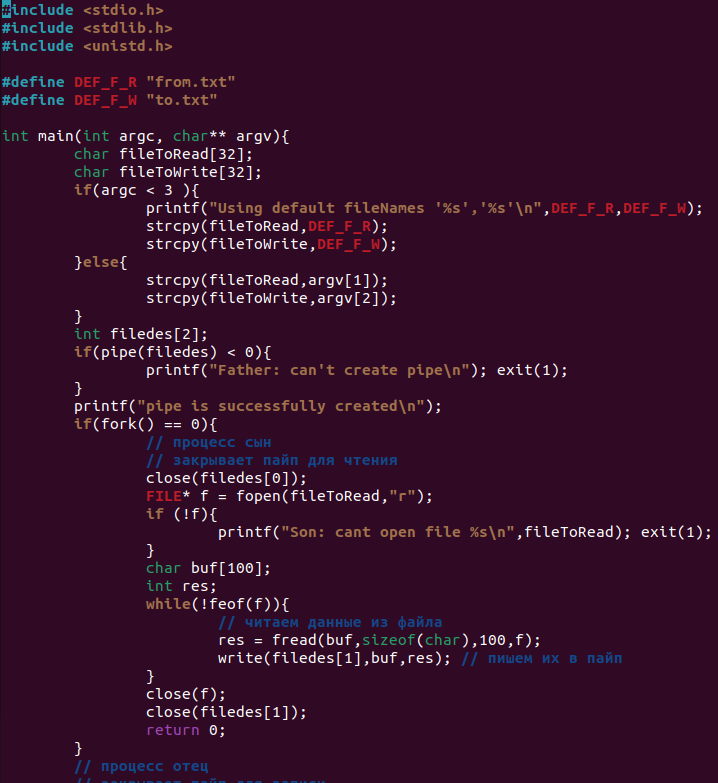 #include <stdio.h>
#include <stdlib.h>
#include <unistd.h>
#define DEF_F_R "from.txt"
#define DEF_F_W "to.txt"
int main(int argc, char** argv){
char fileToRead[32];
char fileToWrite[32];
if(argc < 3 ){
printf("Using default fileNames '%s','%s'\n",DEF_F_R,DEF_F_W);
strcpy(fileToRead,DEF_F_R);
strcpy(fileToWrite,DEF_F_W);
}else{
strcpy(fileToRead,argv[1]);
strcpy(fileToWrite,argv[2]);
}
int filedes[2];
if(pipe(filedes) < 0){
printf("Father: can't create pipe\n"); exit(1);
}
printf("pipe is successfully created\n");
if(fork() == 0){
// процесс сын
// закрывает пайп для чтения
close(filedes[0]);
FILE* f = fopen(fileToRead,"r");
if (!f){
printf("Son: cant open file %s\n",fileToRead); exit(1);
}
char buf[100];
int res;
while(!feof(f)){
// читаем данные из файла
res = fread(buf,sizeof(char),100,f);
write(filedes[1],buf,res); // пишем их в пайп
}
close(f);
close(filedes[1]);
return 0;
}
// процесс отец